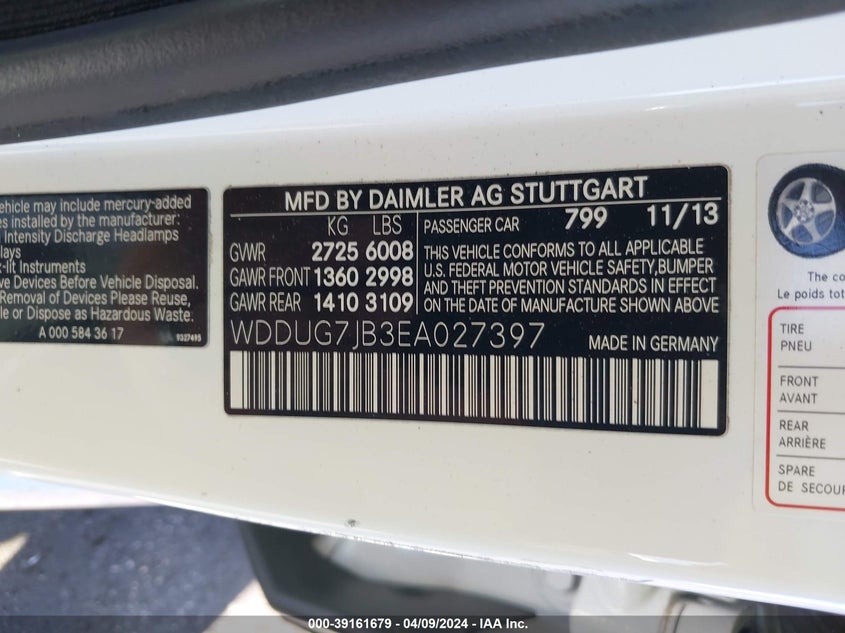 ehicle may include mercury-added
es installed by the manufacturer:
Intensity Discharge Headlamps
lays
k-lit Instruments
ve Devices Before Vehicle Disposal.
Removal of Devices Please Reuse,
le or Dispose as Hazardous Waste.
A 000 584 36 17
9327495
MFD BY DAIMLER AG STUTTGART
KG LBS
GVWR 2725 6008
GAWR FRONT 1360 2998
GAWR REAR 1410 3109
PASSENGER CAR 799 11/13
THIS VEHICLE CONFORMS TO ALL APPLICABLE
U.S. FEDERAL MOTOR VEHICLE SAFETY, BUMPER
AND THEFT PREVENTION STANDARDS IN EFFECT
ON THE DATE OF MANUFACTURE SHOWN ABOVE
WDDUG7JB3EA027397
MADE IN GERMANY
The co
Le poids tot
TIRE
PNEU
FRONT
AVANT
REAR
ARRIÈRE
SPARE
DE SECOUR
000-39161679 - 04/09/2024 - IAA Inc.